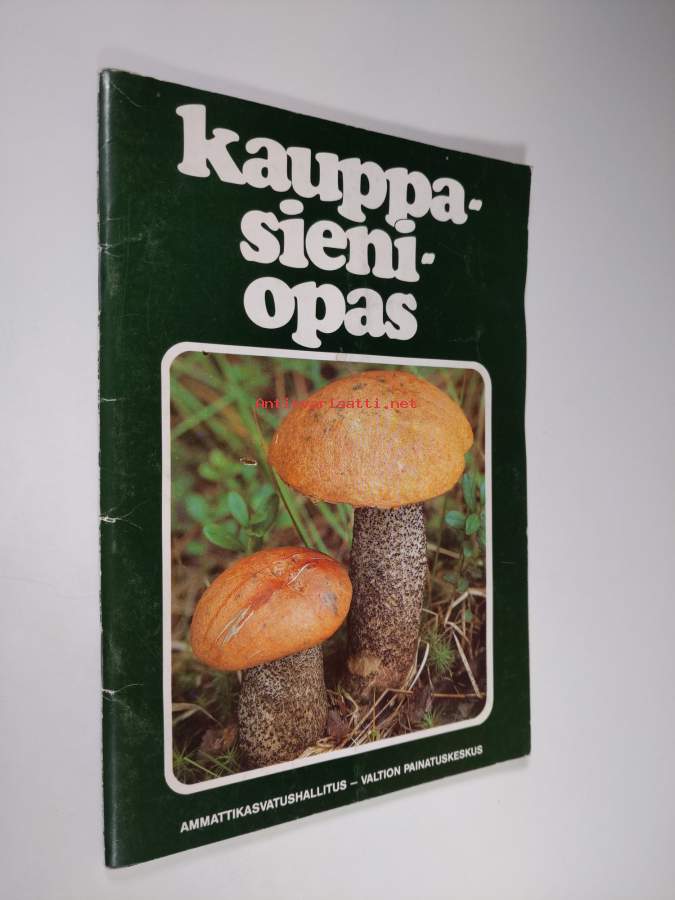 kauppa-
sieni-
opas
Antikvariaatti.net
AMMATTIKASVATUSHALLITUS – VALTION PAINATUSKESKUS